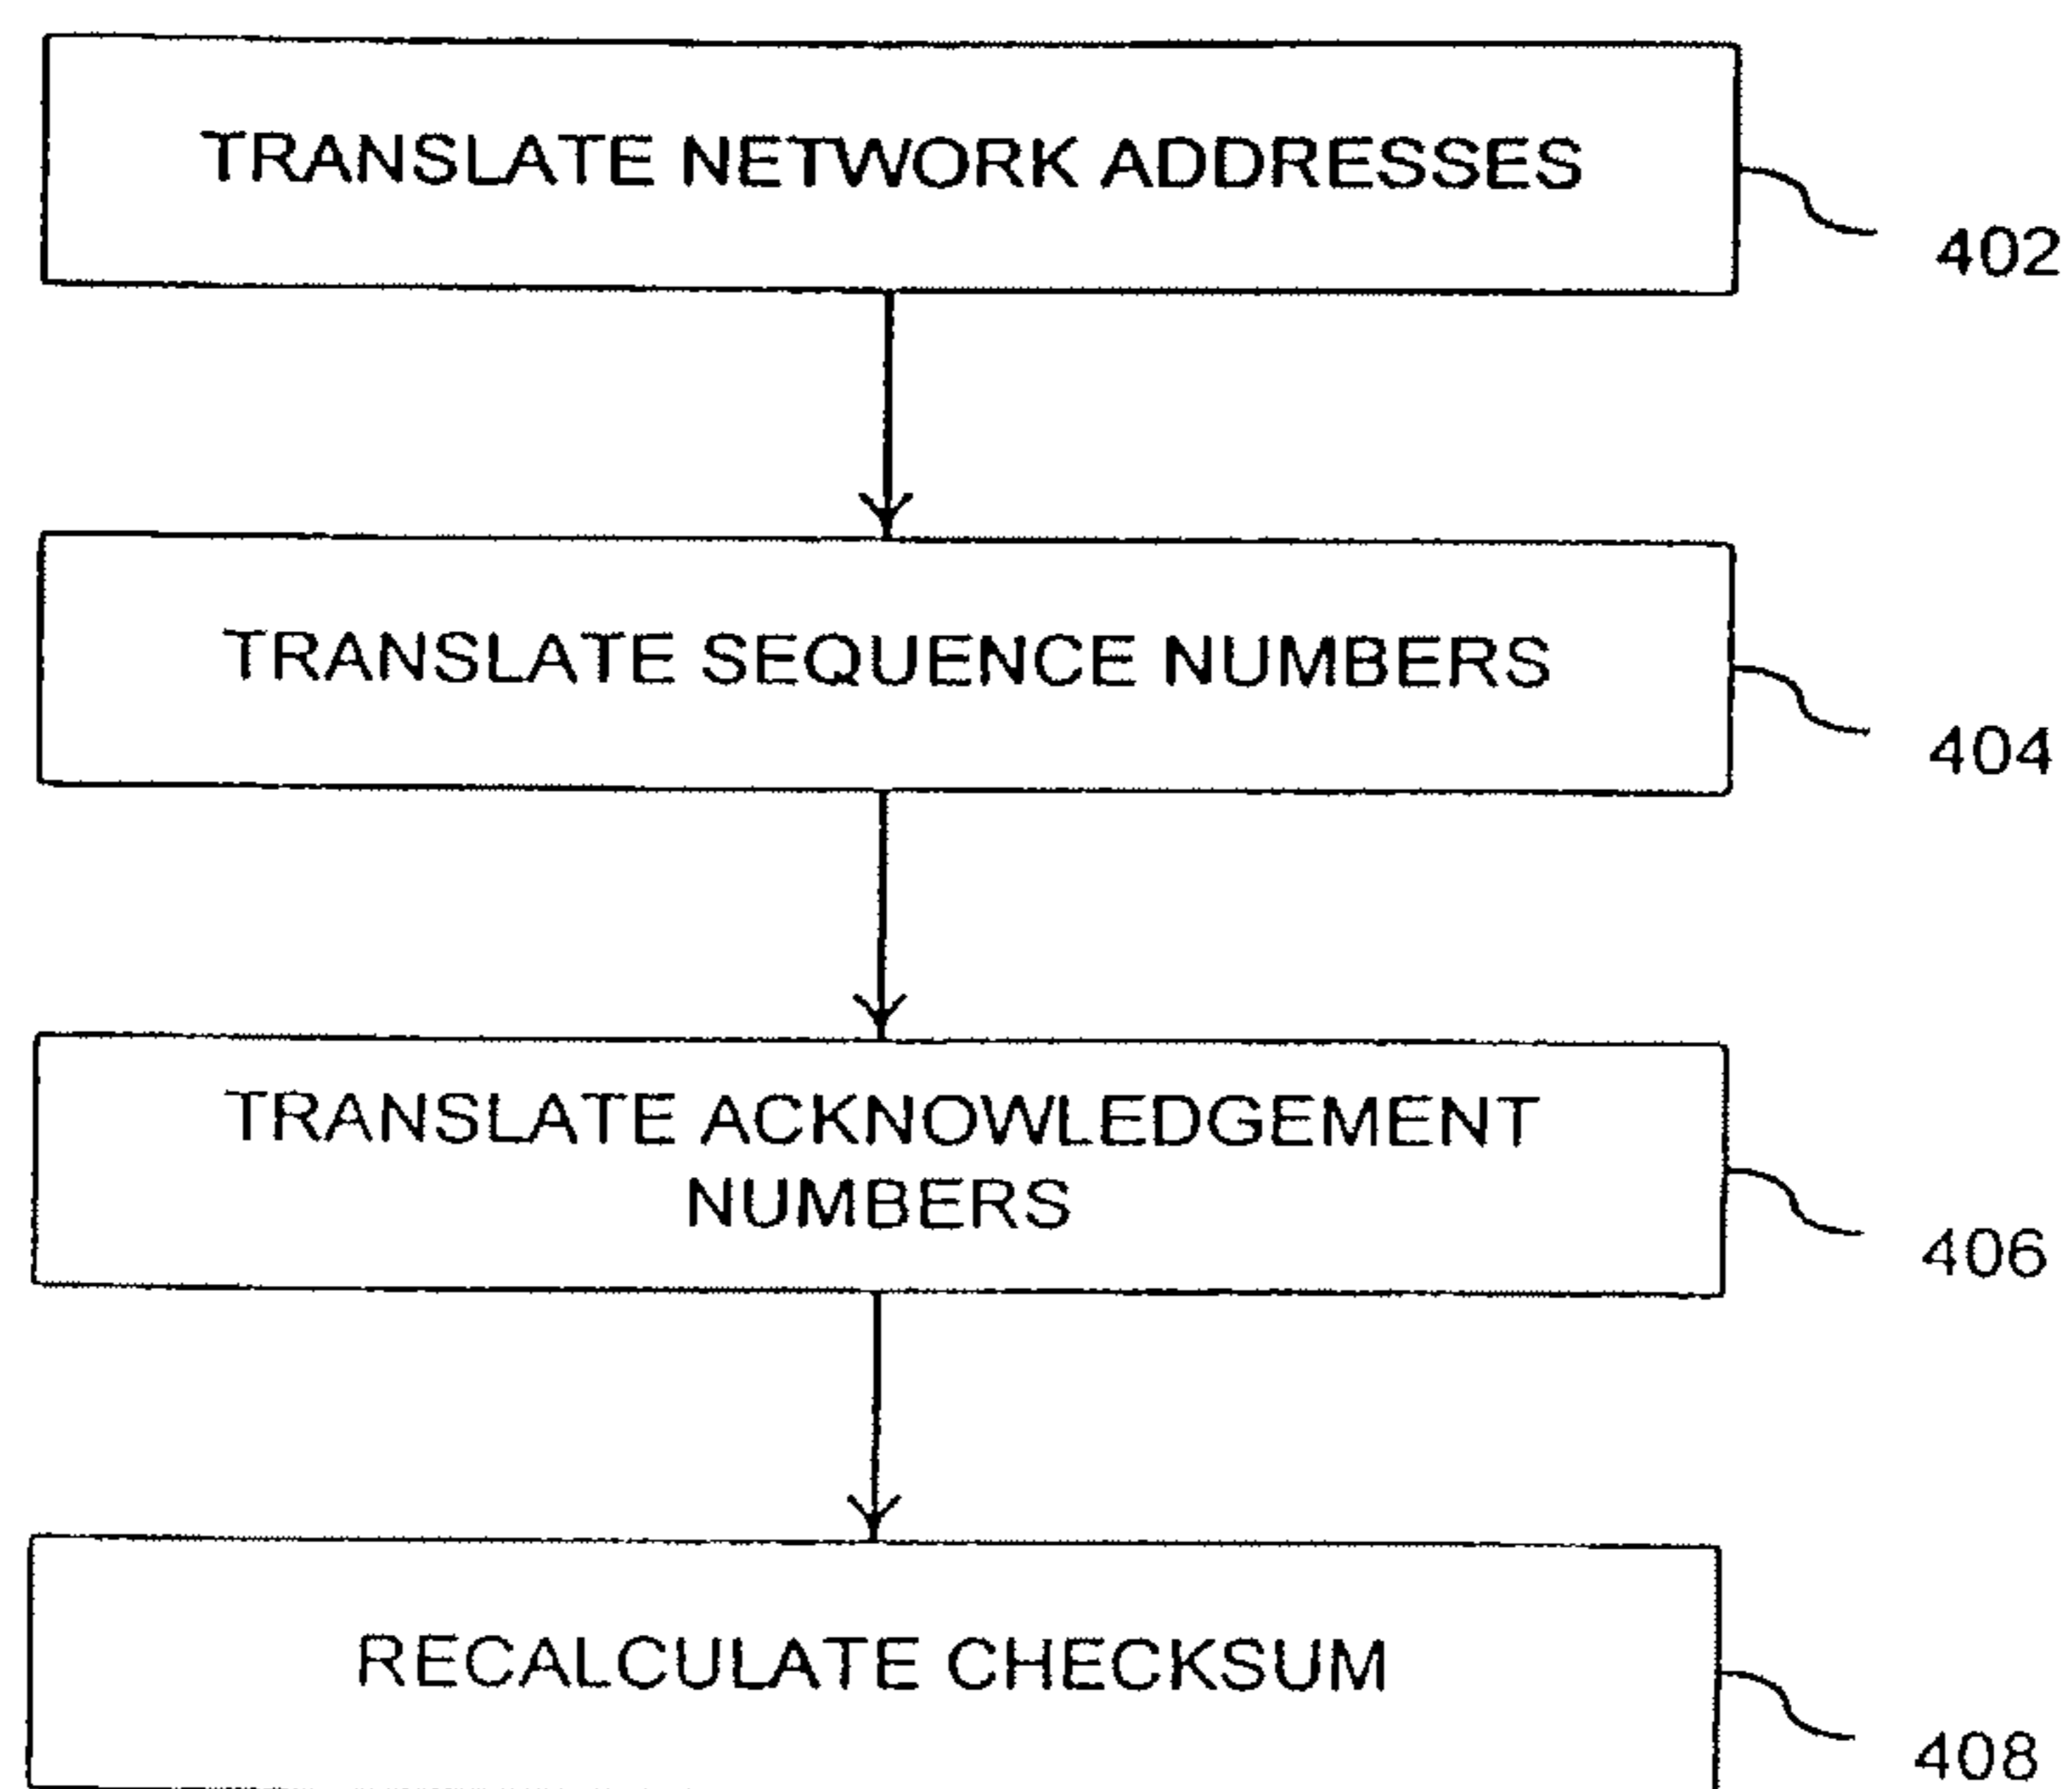 TRANSLATE NETWORK ADDRESSES
402
TRANSLATE SEQUENCE NUMBERS
404
TRANSLATE ACKNOWLEDGEMENT
NUMBERS
406
RECALCULATE CHECKSUM
408